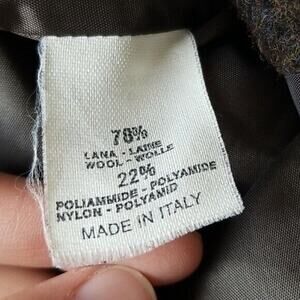 78%
LANA - LAINE
WOOL - WOLLE
22%
POLIAMMIDE - POLYAMIDE
NYLON - POLYAMID
MADE IN ITALY